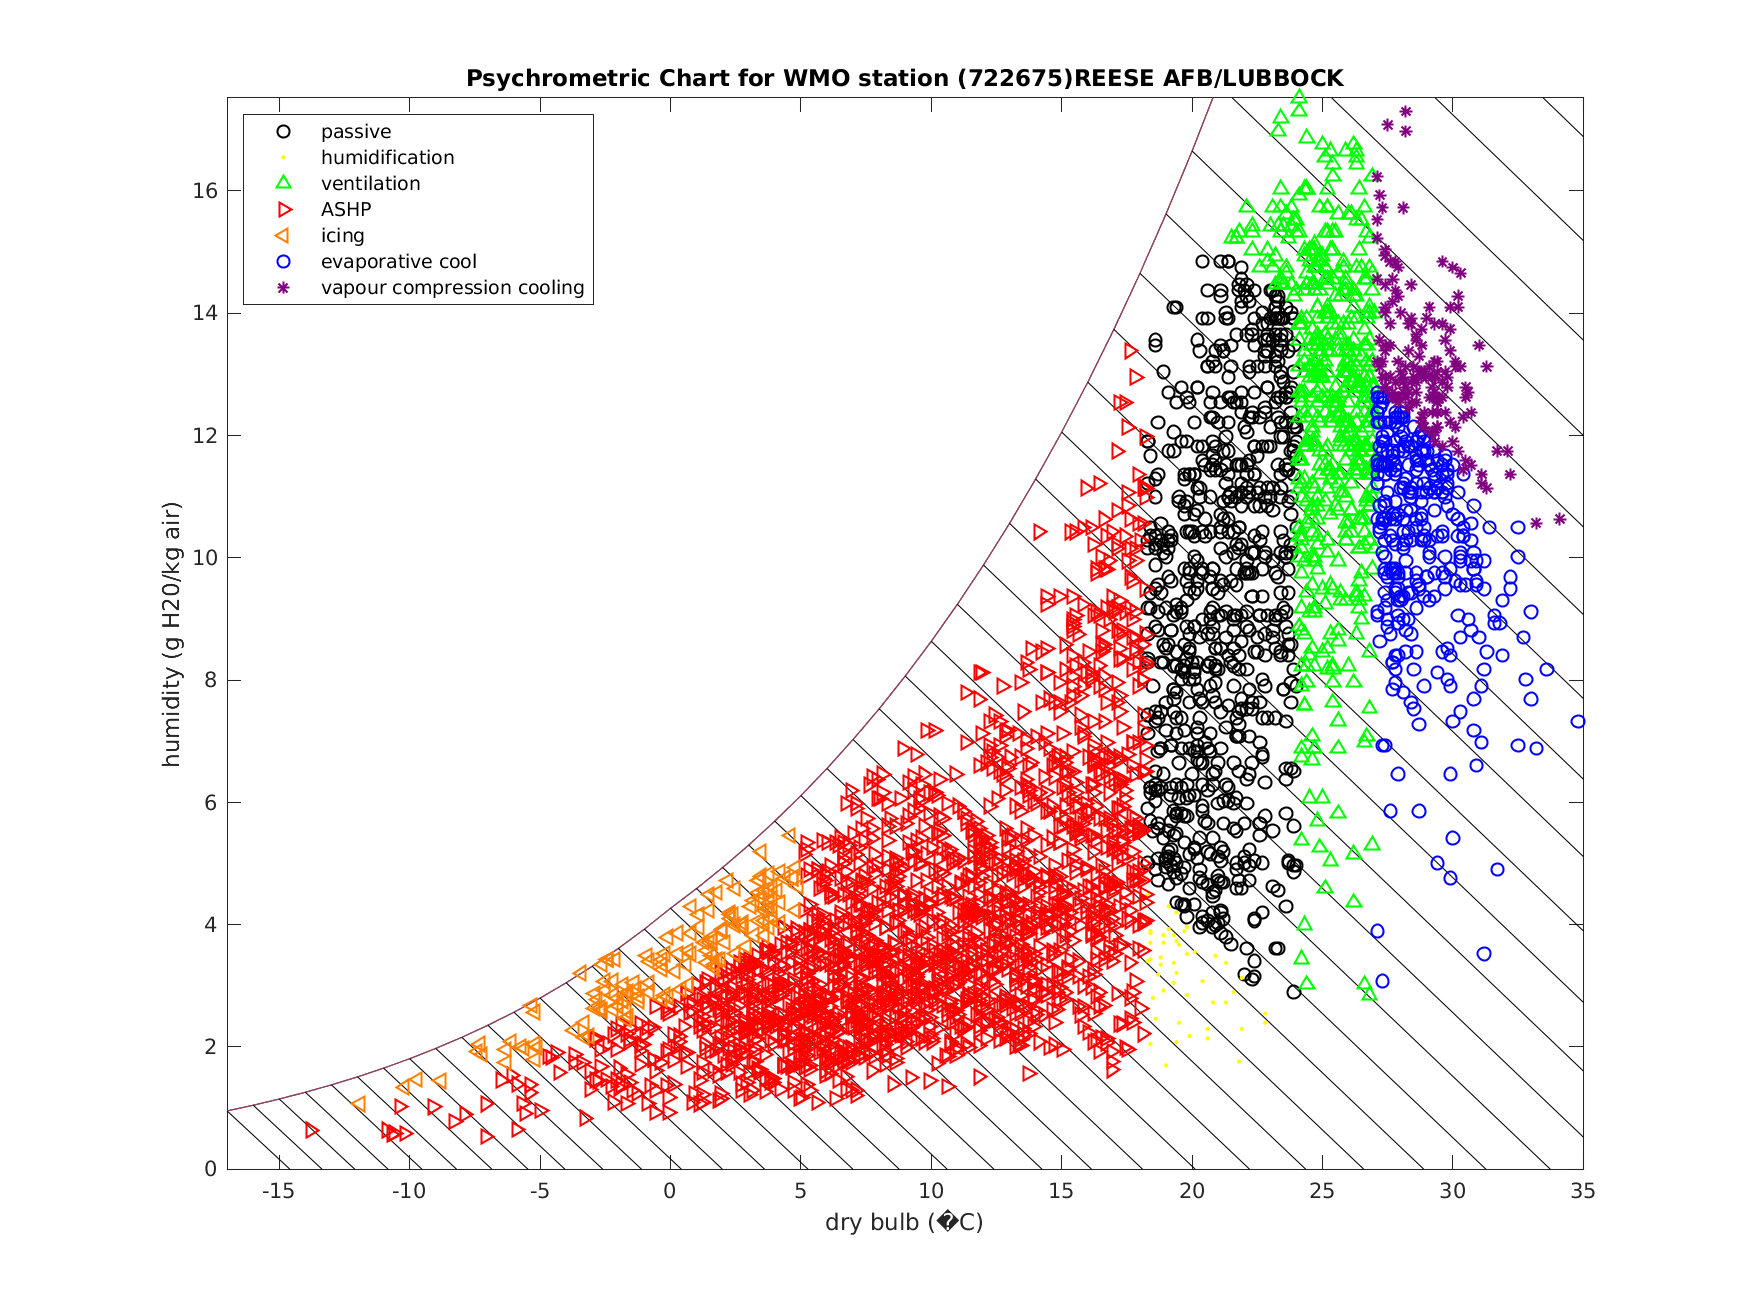 Psychrometric Chart for WMO station (722675)REESE AFB/LUBBOCK
passive
humidification
ventilation
ASHP
icing
evaporative cool
vapour compression cooling
humidity (g H20/kg air)
16
14
12
10
8
6
4
2
0
-15 -10 -5 0 5 10 15 20 25 30 35
dry bulb (�C)